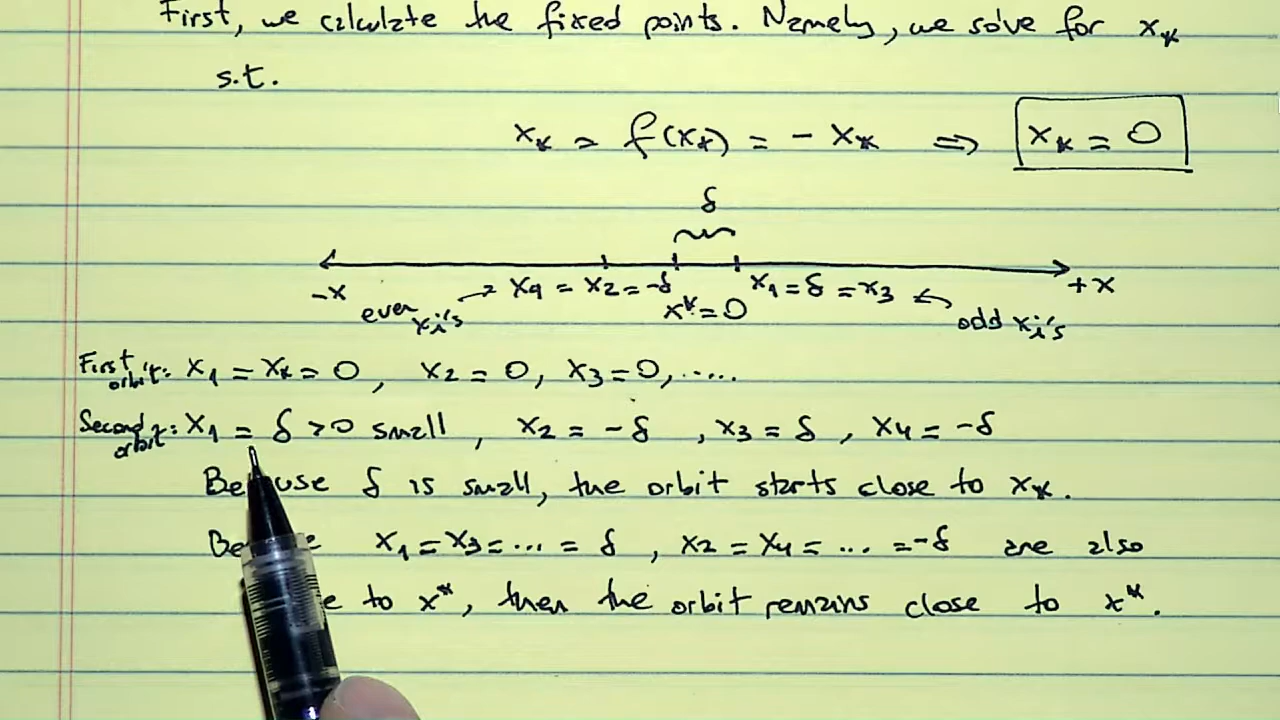 First, we calculate the fixed points. Namely, we solve for x*
s.t.
x* = f(x*) = - x* ⇒ x* = 0
δ
-x even xi's → x4 = x2 = -δ x* = 0 x1 = δ = x3 ← odd xi's +x
First orbit: x1 = x* = 0, x2 = 0, x3 = 0, .....
Second orbit: x1 = δ > 0 small, x2 = -δ, x3 = δ, x4 = -δ
δ is small, the orbit starts close to x*.
x1 = x3 = ... = δ, x2 = x4 = ... = -δ are also
to x*, then the orbit remains close to x*.